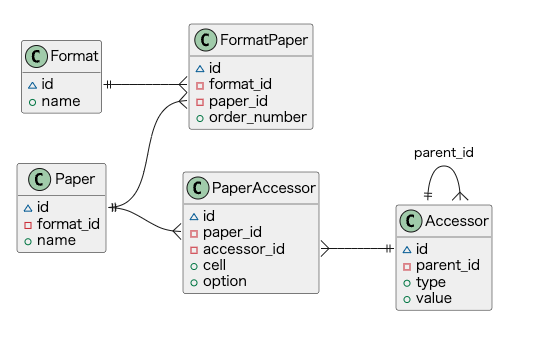 C Format
id
name
C FormatPaper
id
format_id
paper_id
order_number
C Paper
id
format_id
name
C PaperAccessor
id
paper_id
accessor_id
cell
option
parent_id
C Accessor
id
parent_id
type
value